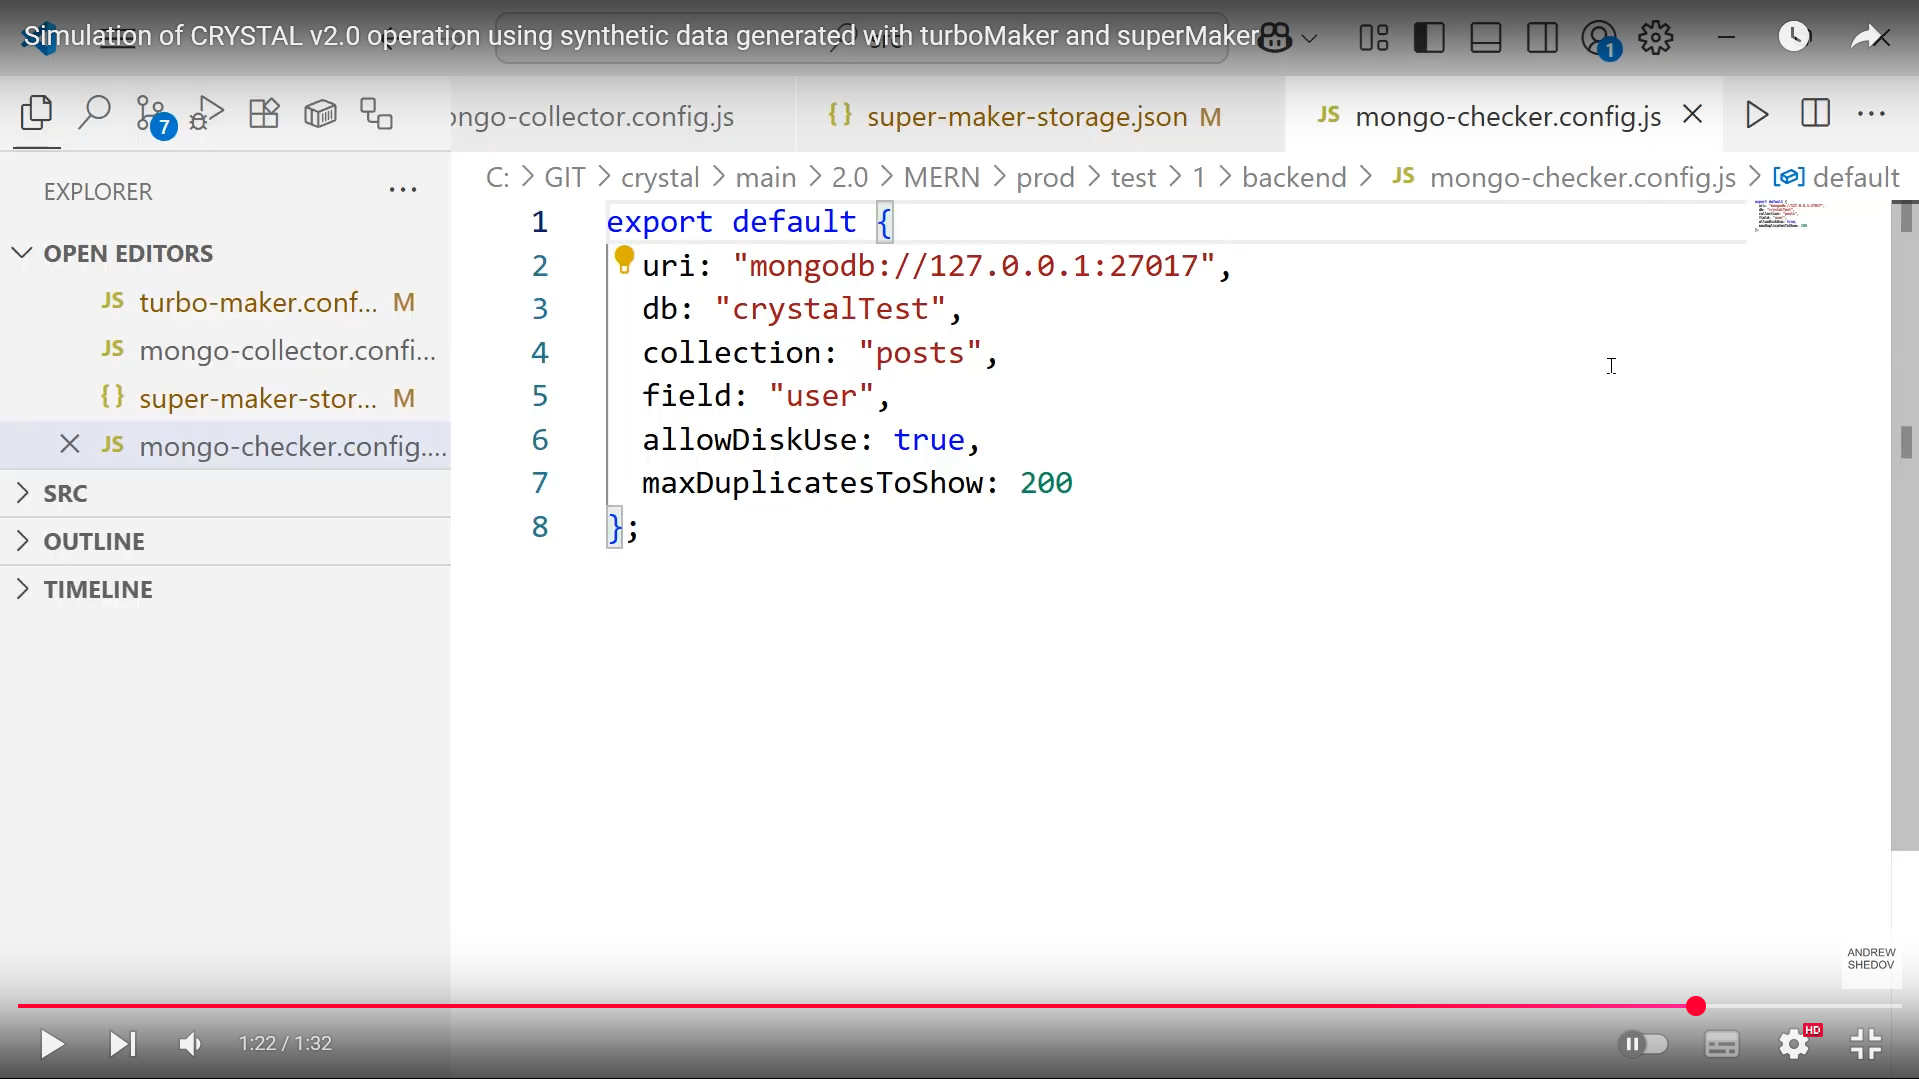 Simulation of CRYSTAL v2.0 operation using synthetic data generated with turboMaker and superMaker
1
7
ongo-collector.config.js
{} super-maker-storage.json M
JS mongo-checker.config.js
EXPLORER
C: > GIT > crystal > main > 2.0 > MERN > prod > test > 1 > backend > JS mongo-checker.config.js > default
OPEN EDITORS
JS turbo-maker.conf... M
JS mongo-collector.confi...
{} super-maker-stor... M
JS mongo-checker.config....
SRC
OUTLINE
TIMELINE
1 export default {
2 uri: "mongodb://127.0.0.1:27017",
3 db: "crystalTest",
4 collection: "posts",
5 field: "user",
6 allowDiskUse: true,
7 maxDuplicatesToShow: 200
8 };
ANDREW
SHEDOV
1:22 / 1:32
HD